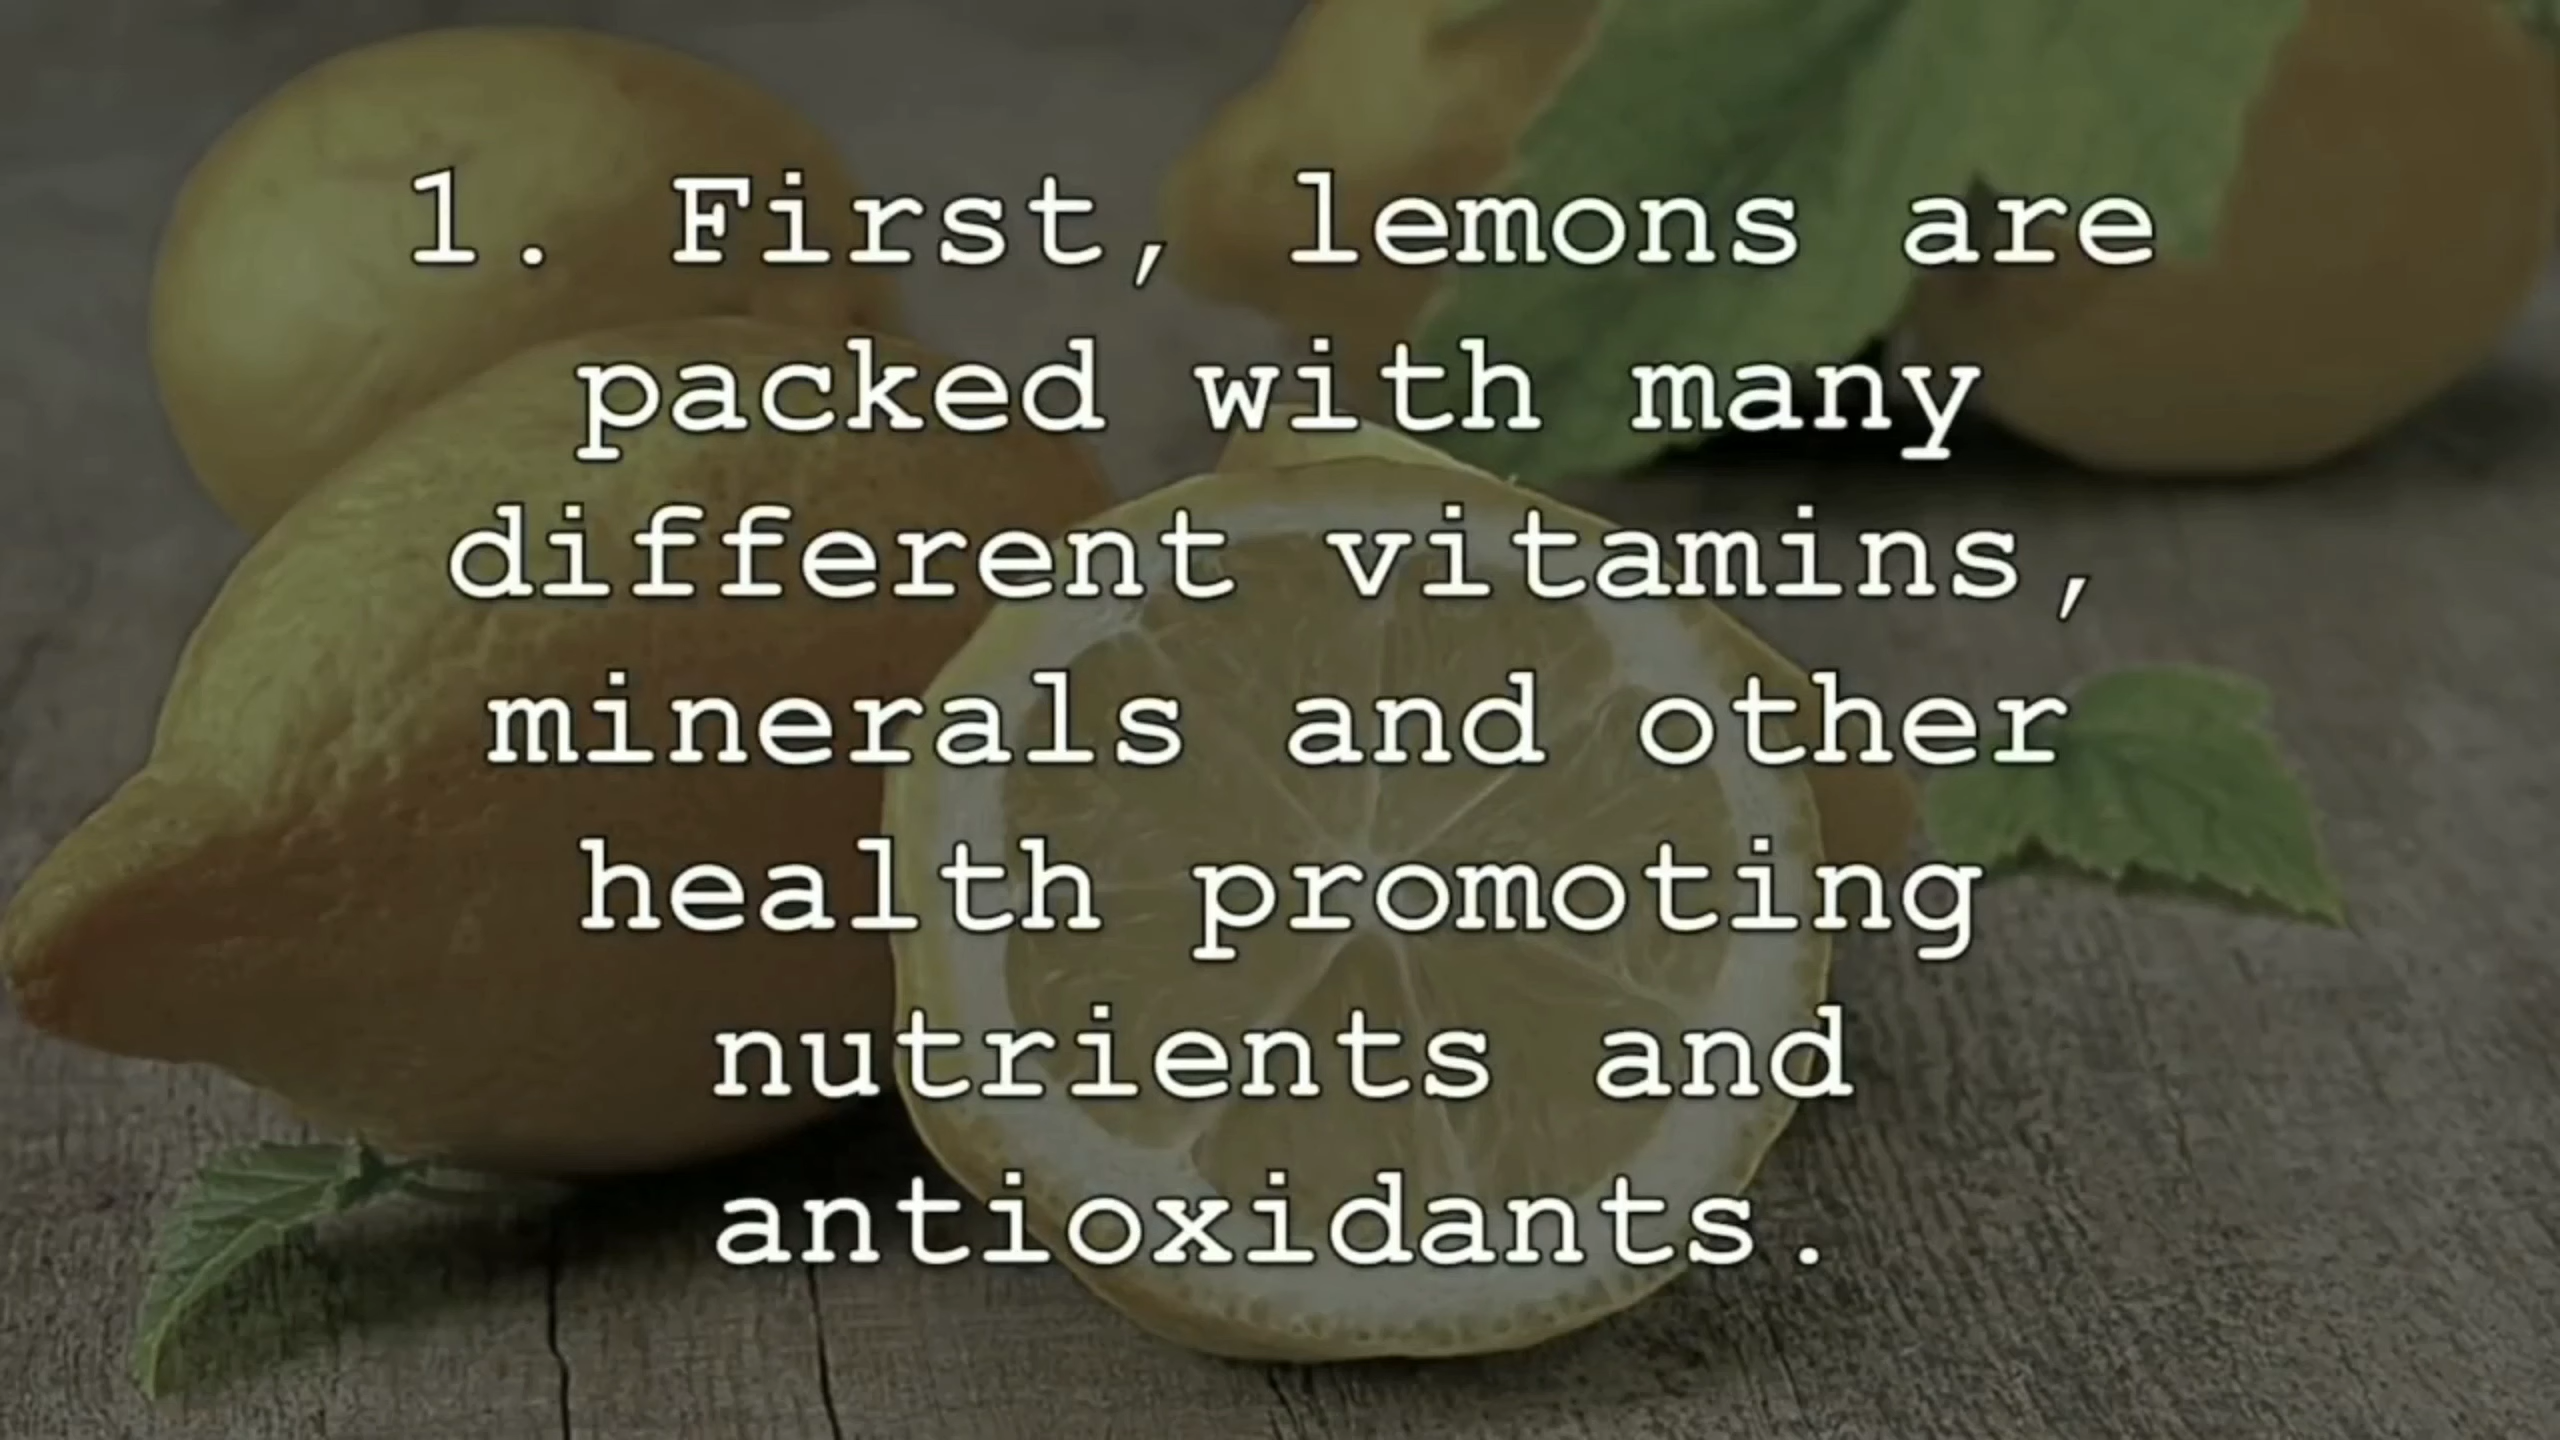 1. First, lemons are
packed with many
different vitamins,
minerals and other
health promoting
nutrients and
antioxidants.